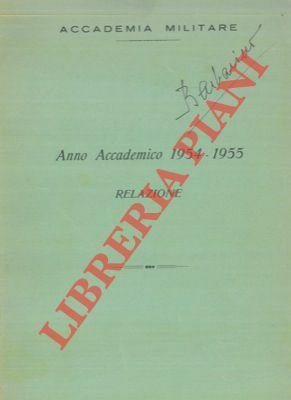 ACCADEMIA MILITARE
Anno Accademico 1954 - 1955
RELAZIONE
LIBRERIA PIANI